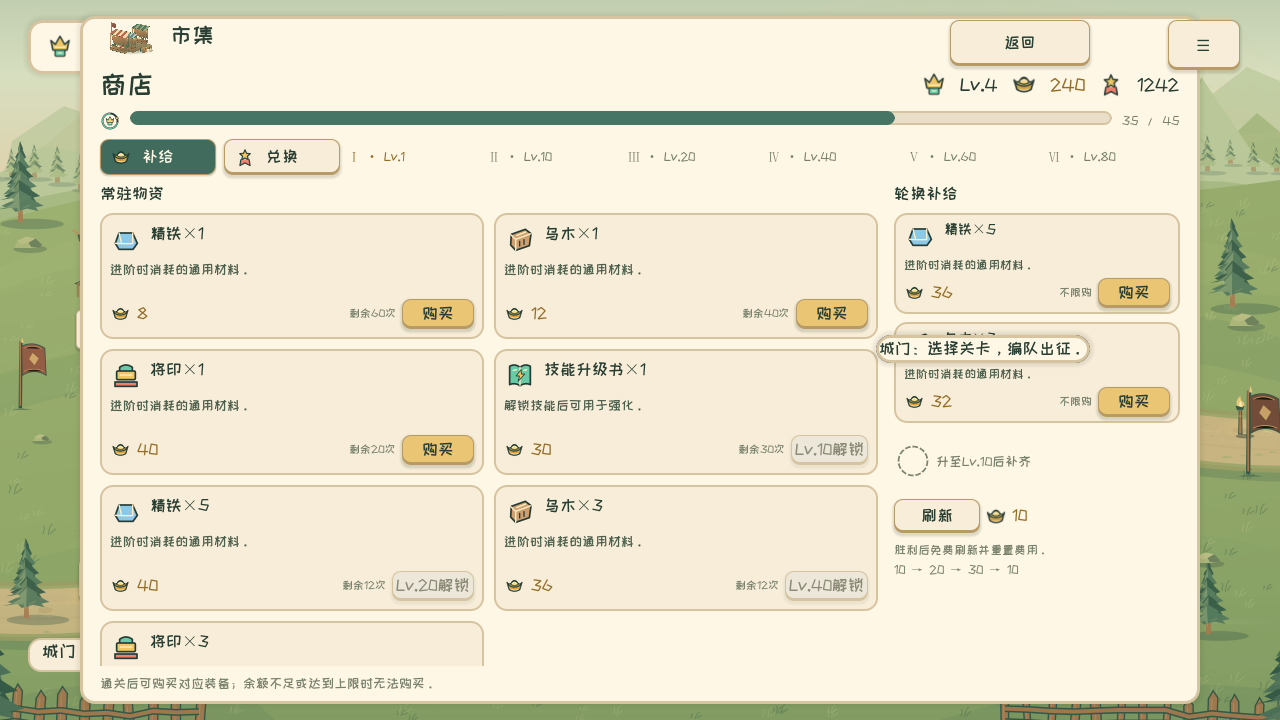 市集
返回
☰
商店
Lv.4 240 1242
35 / 45
补给 兑换 I · Lv.1 II · Lv.10 III · Lv.20 IV · Lv.40 V · Lv.60 VI · Lv.80
常驻物资
精铁×1
进阶时消耗的通用材料.
8 剩余60次 购买
乌木×1
进阶时消耗的通用材料.
12 剩余40次 购买
将印×1
进阶时消耗的通用材料.
40 剩余20次 购买
技能升级书×1
解锁技能后可用于强化.
30 剩余30次 Lv.10解锁
精铁×5
进阶时消耗的通用材料.
40 剩余12次 Lv.20解锁
乌木×3
进阶时消耗的通用材料.
36 剩余12次 Lv.40解锁
将印×3
轮换补给
精铁×5
进阶时消耗的通用材料.
36 不限购 购买
城门: 选择关卡,编队出征.
进阶时消耗的通用材料.
32 不限购 购买
升至Lv.10后补齐
刷新 10
胜利后免费刷新并重置费用.
10 → 20 → 30 → 10
城门
通关后可购买对应装备; 余额不足或达到上限时无法购买.